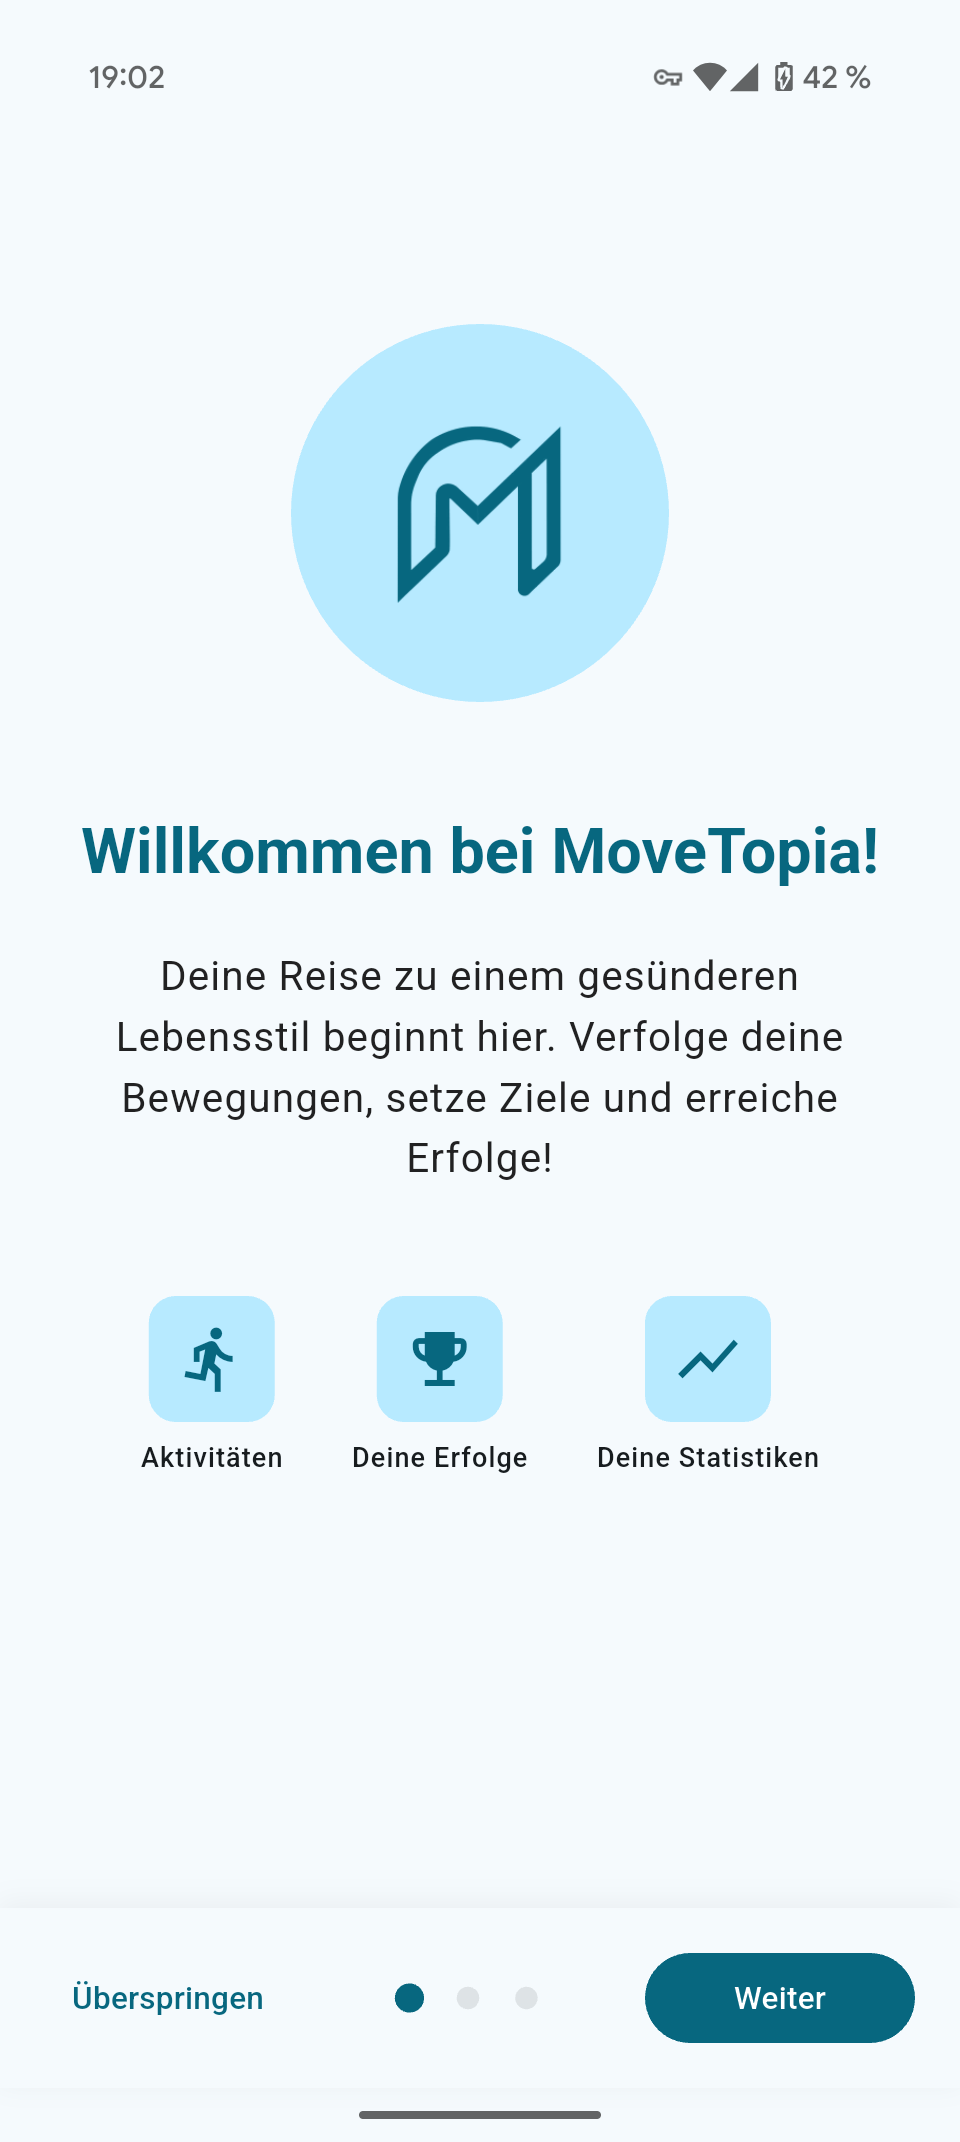 19:02
42 %
Willkommen bei MoveTopia!
Deine Reise zu einem gesünderen
Lebensstil beginnt hier. Verfolge deine
Bewegungen, setze Ziele und erreiche
Erfolge!
Aktivitäten
Deine Erfolge
Deine Statistiken
Überspringen
Weiter